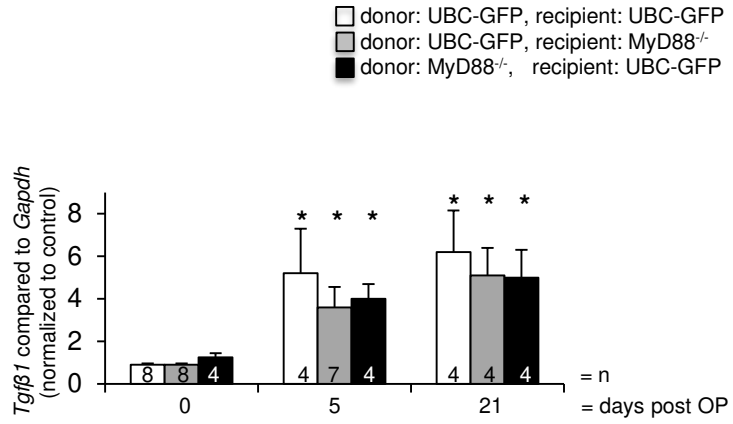 donor: UBC-GFP, recipient: UBC-GFP
donor: UBC-GFP, recipient: MyD88-/-
donor: MyD88-/-, recipient: UBC-GFP
Tgfβ1 compared to Gapdh
(normalized to control)
8
6
4
2
0
* * * * * *
8 8 4 4 7 4 4 4 4 = n
0 5 21 = days post OP